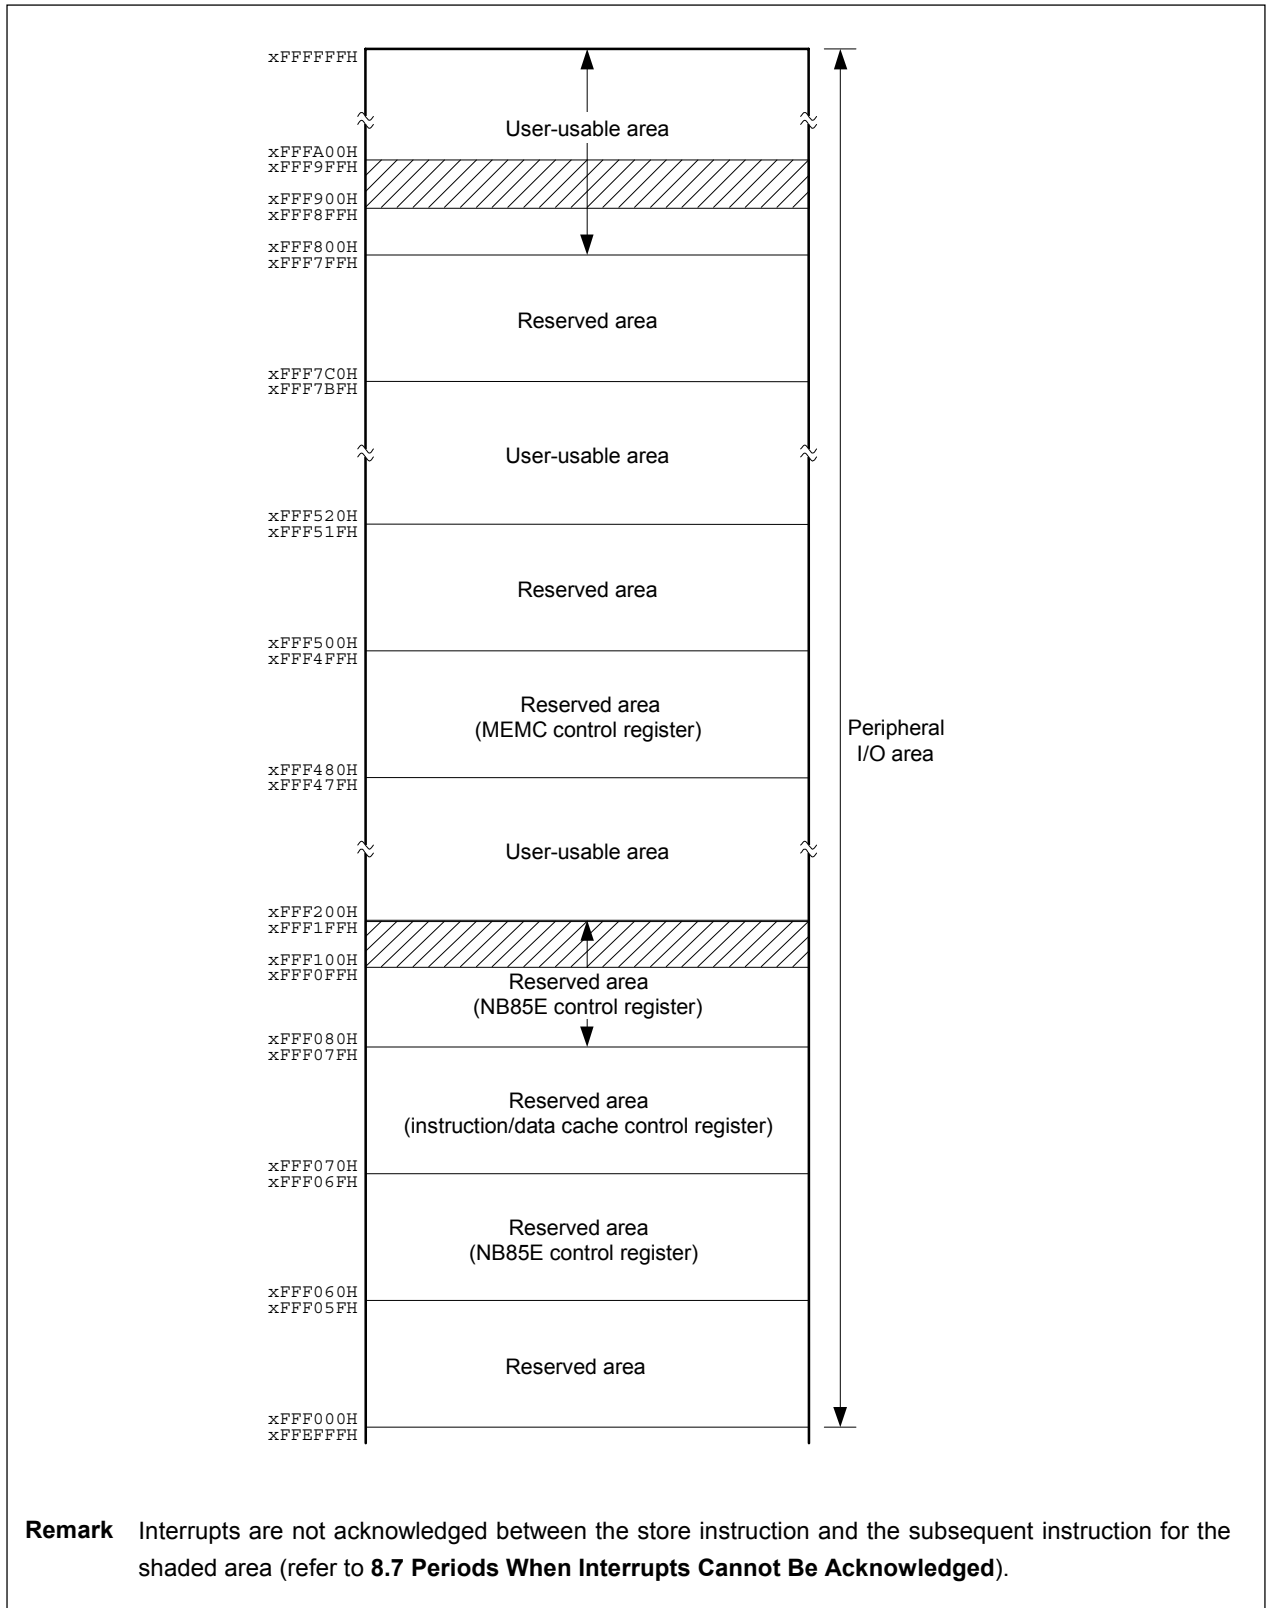 xFFFFFFH
User-usable area
xFFFA00H
xFFF9FFH
xFFF900H
xFFF8FFH
xFFF800H
xFFF7FFH
Reserved area
xFFF7C0H
xFFF7BFH
User-usable area
xFFF520H
xFFF51FH
Reserved area
xFFF500H
xFFF4FFH
Reserved area
(MEMC control register)
Peripheral
I/O area
xFFF480H
xFFF47FH
User-usable area
xFFF200H
xFFF1FFH
xFFF100H
xFFF0FFH
Reserved area
(NB85E control register)
xFFF080H
xFFF07FH
Reserved area
(instruction/data cache control register)
xFFF070H
xFFF06FH
Reserved area
(NB85E control register)
xFFF060H
xFFF05FH
Reserved area
xFFF000H
xFFEFFFH
Remark Interrupts are not acknowledged between the store instruction and the subsequent instruction for the
shaded area (refer to 8.7 Periods When Interrupts Cannot Be Acknowledged).